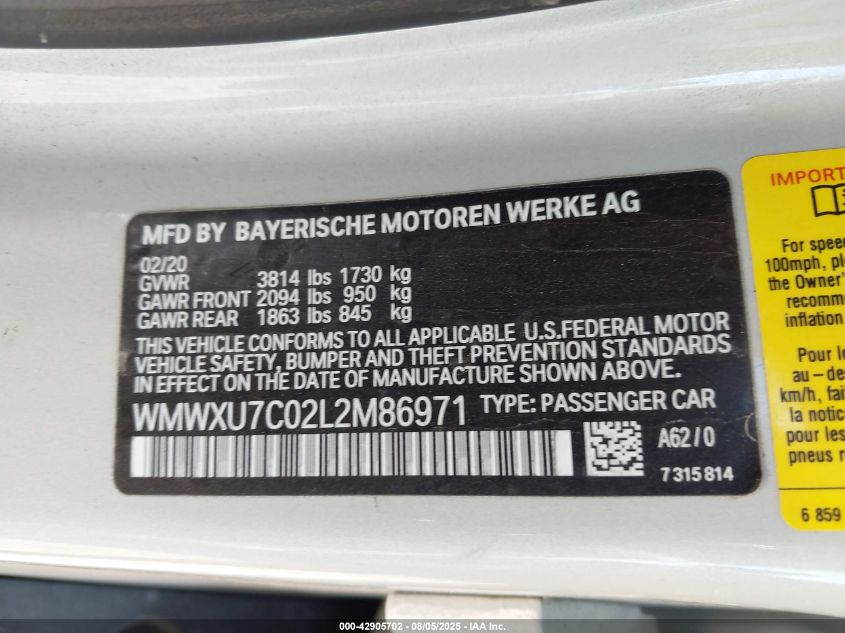 MFD BY BAYERISCHE MOTOREN WERKE AG
02/20
GVWR 3814 lbs 1730 kg
GAWR FRONT 2094 lbs 950 kg
GAWR REAR 1863 lbs 845 kg
THIS VEHICLE CONFORMS TO ALL APPLICABLE U.S.FEDERAL MOTOR
VEHICLE SAFETY, BUMPER AND THEFT PREVENTION STANDARDS
IN EFFECT ON THE DATE OF MANUFACTURE SHOWN ABOVE.
WMWXU7C02L2M86971 TYPE: PASSENGER CAR
A62/0
7315814
IMPORT
For speed
100mph, pl
the Owner'
recomm
inflation
Pour le
au-de
km/h, fai
la notice
pour les
pneus r
6 859
000-42905702 - 08/05/2025 - IAA Inc.